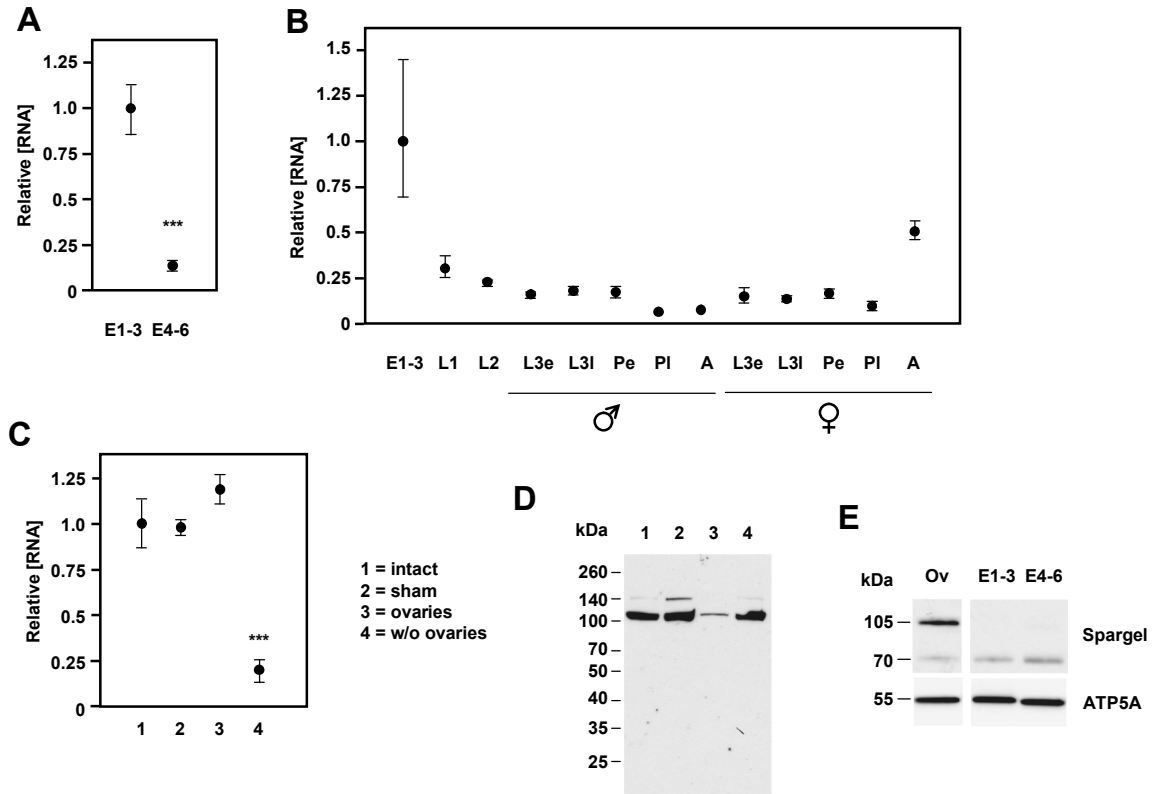 A
Relative [RNA]
1.25
1.0
0.75
0.5
0.25
0
***
E1-3 E4-6
B
Relative [RNA]
1.5
1.25
1.0
0.75
0.5
0.25
0
E1-3 L1 L2 L3e L3l Pe Pl A L3e L3l Pe Pl A
♂ ♀
C
Relative [RNA]
1.25
1.0
0.75
0.5
0.25
0
***
1 2 3 4
1 = intact
2 = sham
3 = ovaries
4 = w/o ovaries
D
kDa 1 2 3 4
260
140
100
70
50
40
35
25
E
kDa Ov E1-3 E4-6
105
Spargel
70
55 ATP5A